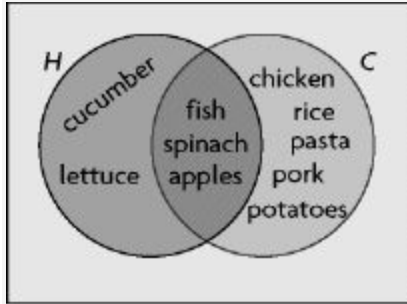 H
C
cucumber
lettuce
fish
spinach
apples
chicken
rice
pasta
pork
potatoes